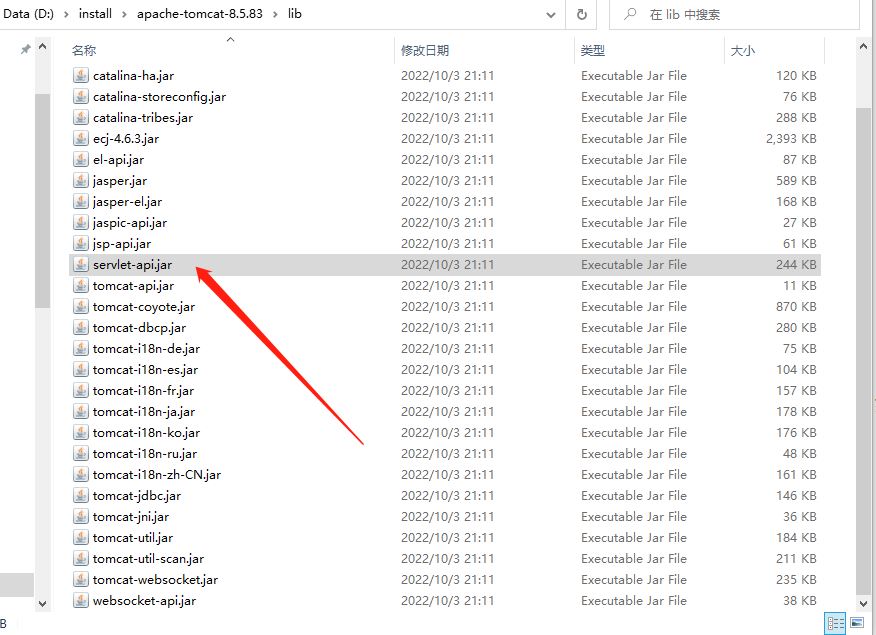 Data (D:) > install > apache-tomcat-8.5.83 > lib
在 lib 中搜索
名称 修改日期 类型 大小
catalina-ha.jar 2022/10/3 21:11 Executable Jar File 120 KB
catalina-storeconfig.jar 2022/10/3 21:11 Executable Jar File 76 KB
catalina-tribes.jar 2022/10/3 21:11 Executable Jar File 288 KB
ecj-4.6.3.jar 2022/10/3 21:11 Executable Jar File 2,393 KB
el-api.jar 2022/10/3 21:11 Executable Jar File 87 KB
jasper.jar 2022/10/3 21:11 Executable Jar File 589 KB
jasper-el.jar 2022/10/3 21:11 Executable Jar File 168 KB
jaspic-api.jar 2022/10/3 21:11 Executable Jar File 27 KB
jsp-api.jar 2022/10/3 21:11 Executable Jar File 61 KB
servlet-api.jar 2022/10/3 21:11 Executable Jar File 244 KB
tomcat-api.jar 2022/10/3 21:11 Executable Jar File 11 KB
tomcat-coyote.jar 2022/10/3 21:11 Executable Jar File 870 KB
tomcat-dbcp.jar 2022/10/3 21:11 Executable Jar File 280 KB
tomcat-i18n-de.jar 2022/10/3 21:11 Executable Jar File 75 KB
tomcat-i18n-es.jar 2022/10/3 21:11 Executable Jar File 104 KB
tomcat-i18n-fr.jar 2022/10/3 21:11 Executable Jar File 157 KB
tomcat-i18n-ja.jar 2022/10/3 21:11 Executable Jar File 178 KB
tomcat-i18n-ko.jar 2022/10/3 21:11 Executable Jar File 176 KB
tomcat-i18n-ru.jar 2022/10/3 21:11 Executable Jar File 48 KB
tomcat-i18n-zh-CN.jar 2022/10/3 21:11 Executable Jar File 161 KB
tomcat-jdbc.jar 2022/10/3 21:11 Executable Jar File 146 KB
tomcat-jni.jar 2022/10/3 21:11 Executable Jar File 36 KB
tomcat-util.jar 2022/10/3 21:11 Executable Jar File 184 KB
tomcat-util-scan.jar 2022/10/3 21:11 Executable Jar File 211 KB
tomcat-websocket.jar 2022/10/3 21:11 Executable Jar File 235 KB
websocket-api.jar 2022/10/3 21:11 Executable Jar File 38 KB
B